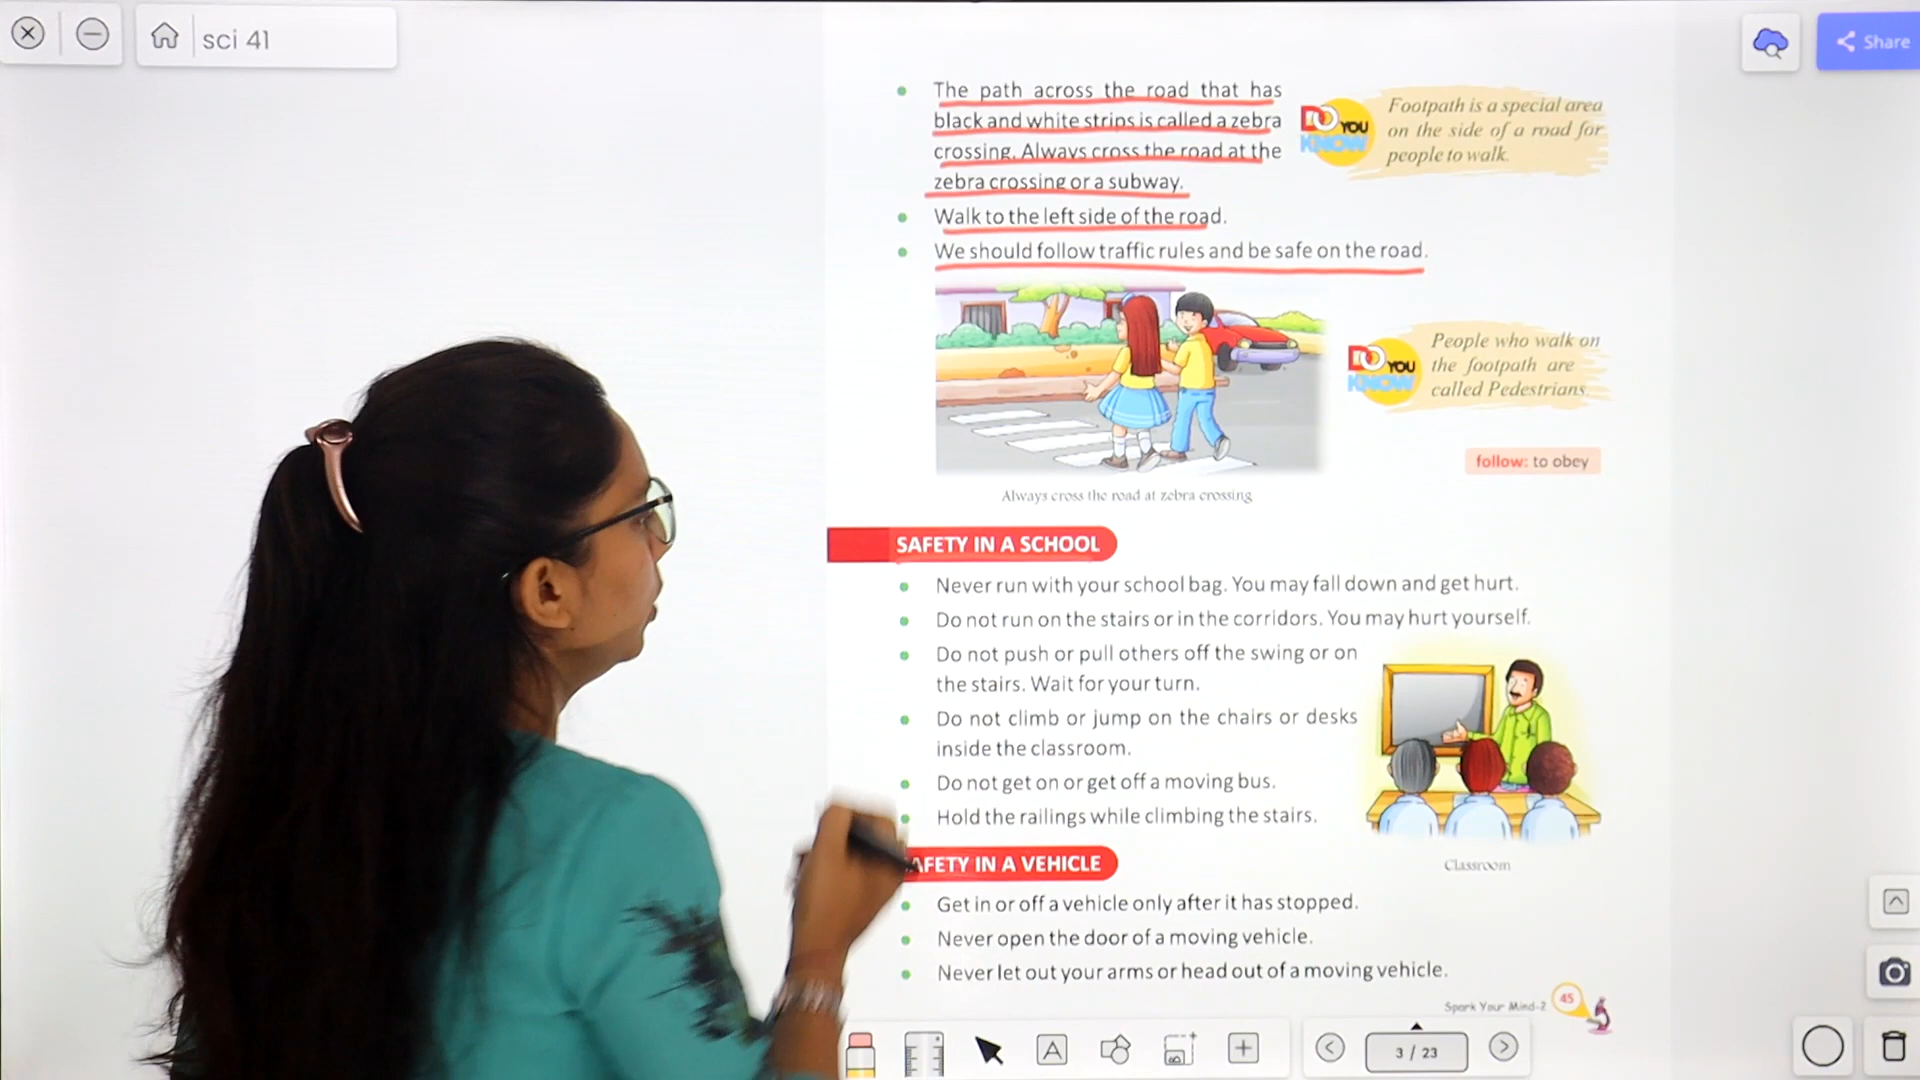 sci 41
Share
The path across the road that has
black and white strips is called a zebra
crossing. Always cross the road at the
zebra crossing or a subway.
DO YOU KNOW
Footpath is a special area
on the side of a road for
people to walk.
Walk to the left side of the road.
We should follow traffic rules and be safe on the road.
DO YOU KNOW
People who walk on
the footpath are
called Pedestrians.
follow: to obey
Always cross the road at zebra crossing
SAFETY IN A SCHOOL
Never run with your school bag. You may fall down and get hurt.
Do not run on the stairs or in the corridors. You may hurt yourself.
Do not push or pull others off the swing or on
the stairs. Wait for your turn.
Do not climb or jump on the chairs or desks
inside the classroom.
Do not get on or get off a moving bus.
Hold the railings while climbing the stairs.
Classroom
AFETY IN A VEHICLE
Get in or off a vehicle only after it has stopped.
Never open the door of a moving vehicle.
Never let out your arms or head out of a moving vehicle.
Spark Your Mind-2 45
A
3 / 23